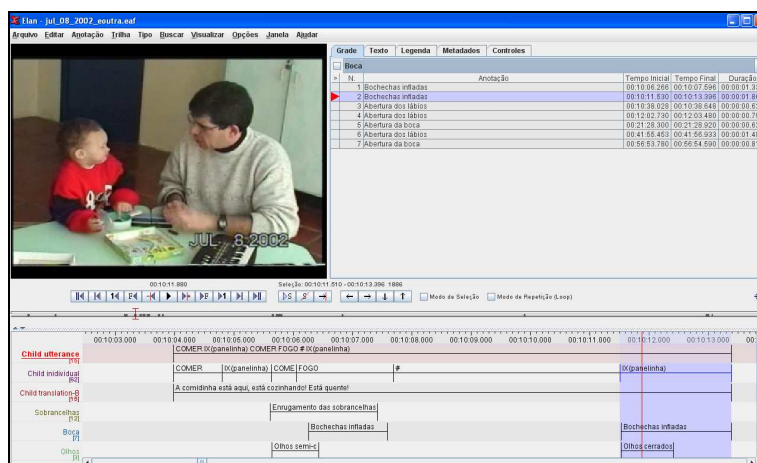 Elan - jul_08_2002_eoutra.eaf
Arquivo Editar Anotação Trilha Tipo Buscar Visualizar Opções Janela Ajudar
Grade Texto Legenda Metadados Controles
Boca
N. Anotação Tempo Inicial Tempo Final Duração
1 Bochechas infladas 00:10:06.266 00:10:07.596
2 Bochechas infladas 00:10:11.530 00:10:13.396
3 Abertura dos lábios 00:10:38.028 00:10:38.648
4 Abertura dos lábios 00:12:02.730 00:12:03.480
5 Abertura da boca 00:21:28.300 00:21:28.920
6 Abertura dos lábios 00:41:55.453 00:41:56.933
7 Abertura da boca 00:56:53.780 00:56:54.590
JUL 8 2002
00:10:11.880 Seleção: 00:10:11.510 - 00:10:13.396 1886
Modo de Seleção Modo de Repetição (Loop)
00:10:03.000 00:10:04.000 00:10:05.000 00:10:06.000 00:10:07.000 00:10:08.000 00:10:09.000 00:10:10.000 00:10:11.000 00:10:12.000 00:10:13.000
Child utterance COMER IX(panelinha) COMER FOGO # IX(panelinha)
[19]
Child inidividual COMER IX(panelinha) COME FOGO # IX(panelinha)
[62]
Child translation-B A comidinha está aqui, está cozinhando! Está quente!
[19]
Sobrancelhas Enrugamento das sobrancelhas
[12]
Boca Bochechas infladas Bochechas infladas
[7]
Olhos Olhos semi-c Olhos cerrados